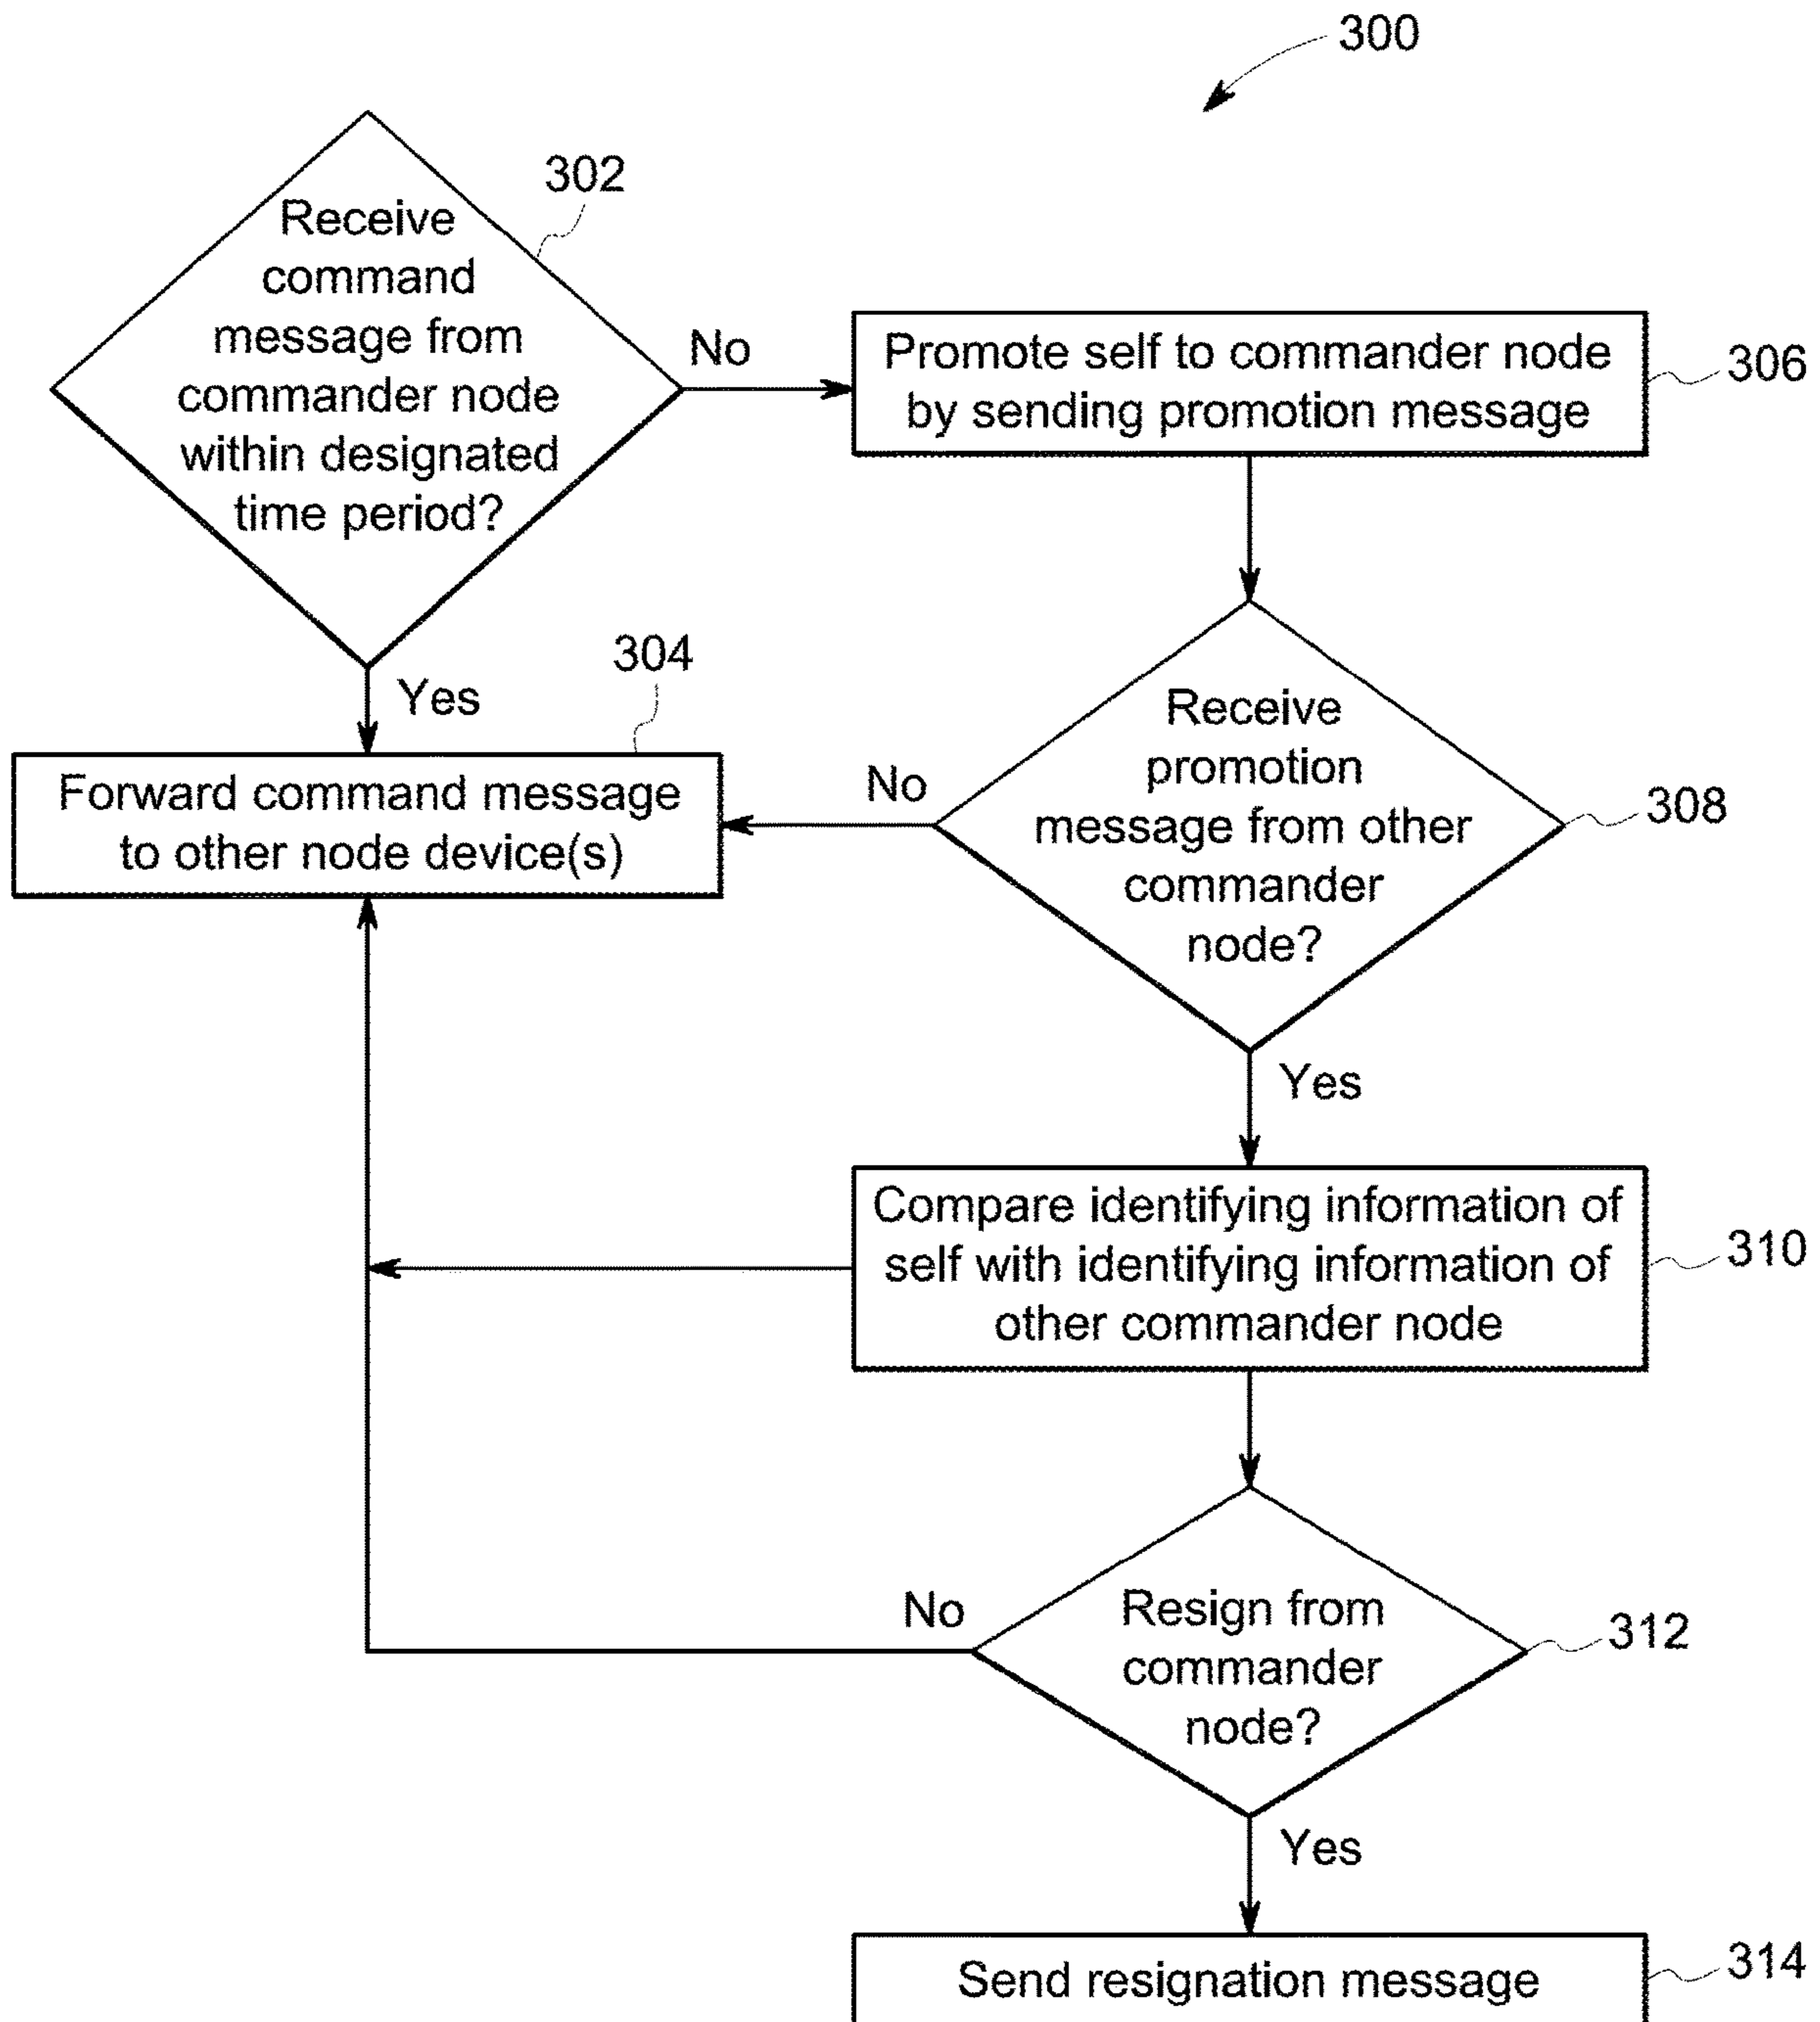 300
302
Receive
command
message from
commander node
within designated
time period?
No
Promote self to commander node
by sending promotion message
306
Yes
304
Forward command message
to other node device(s)
No
Receive
promotion
message from other
commander
node?
308
Yes
Compare identifying information of
self with identifying information of
other commander node
310
No
Resign from
commander
node?
312
Yes
Send resignation message
314